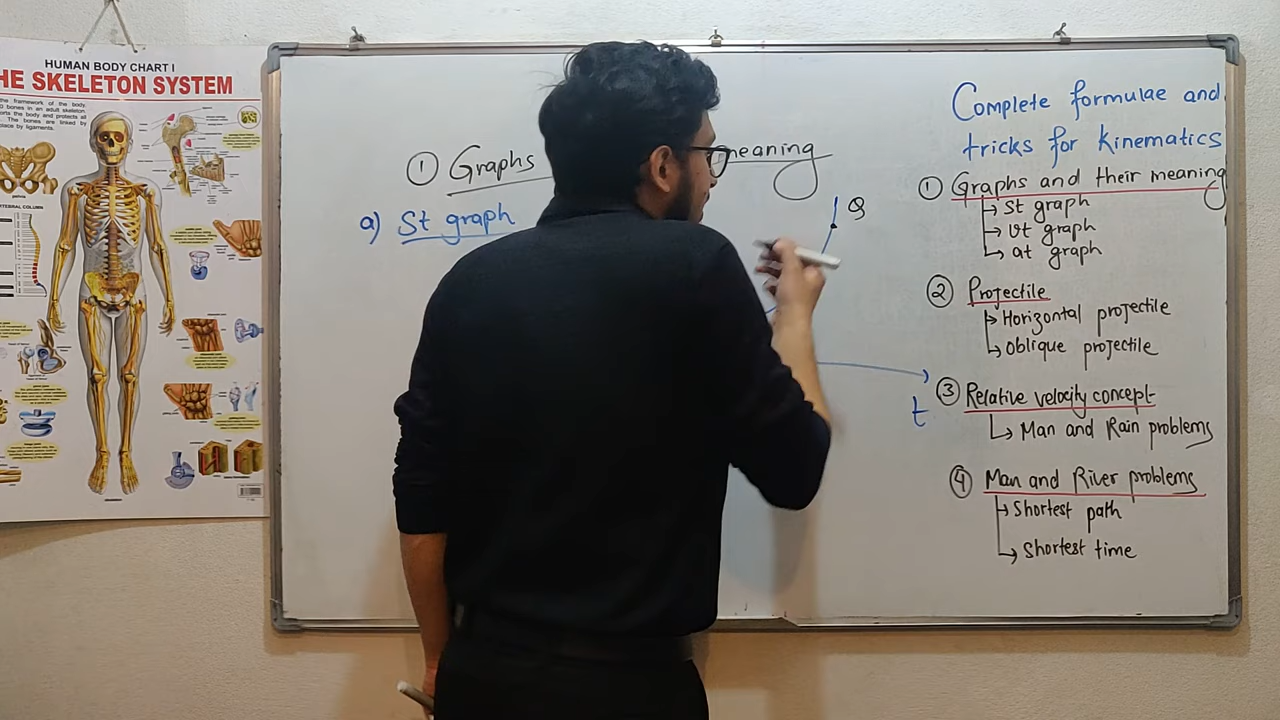 HUMAN BODY CHART I
HE SKELETON SYSTEM
① Graphs
meaning
a) St graph
Q
t
Complete formulae and
tricks for kinematics
① Graphs and their meaning
St graph
vt graph
at graph
② Projectile
Horizontal projectile
Oblique projectile
③ Relative velocity concept
Man and Rain problems
④ Man and River problems
Shortest path
Shortest time